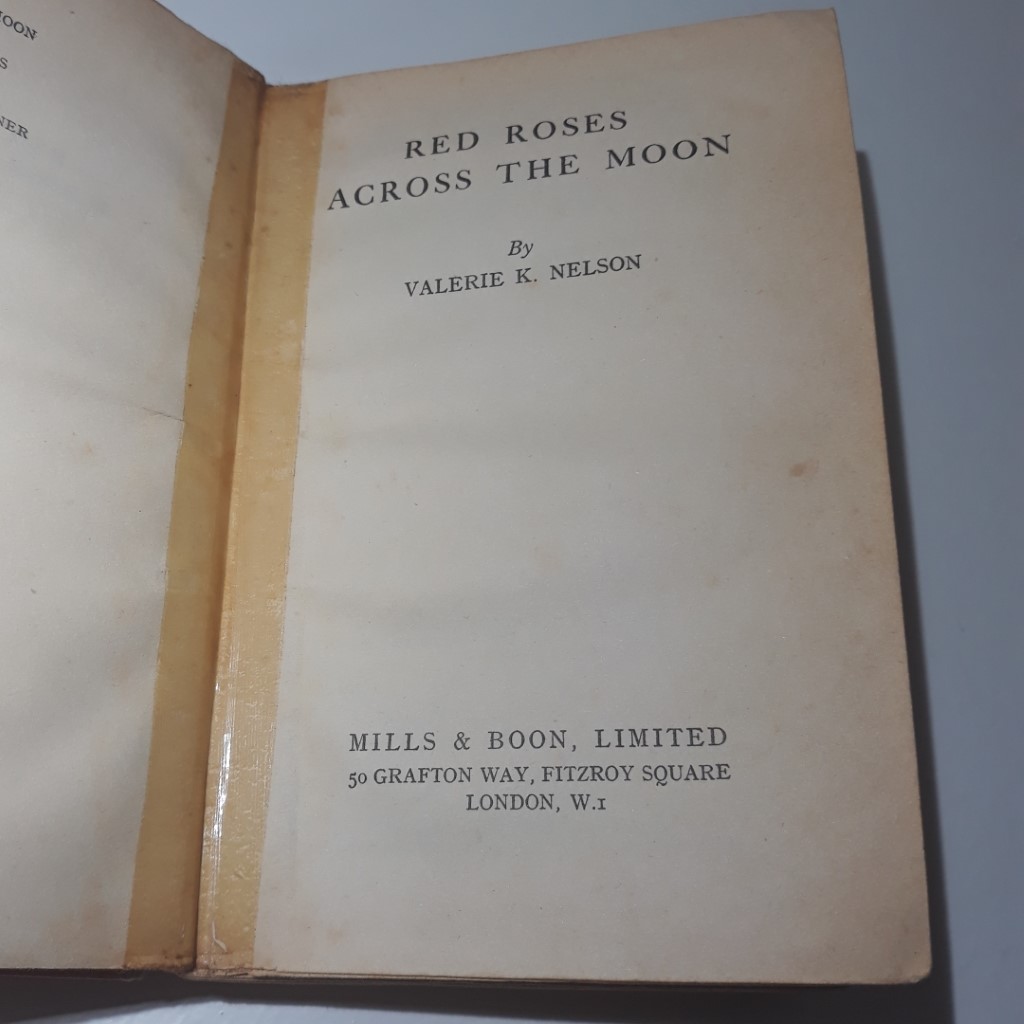 RED ROSES
ACROSS THE MOON
By
VALERIE K. NELSON
MILLS & BOON, LIMITED
50 GRAFTON WAY, FITZROY SQUARE
LONDON, W.1